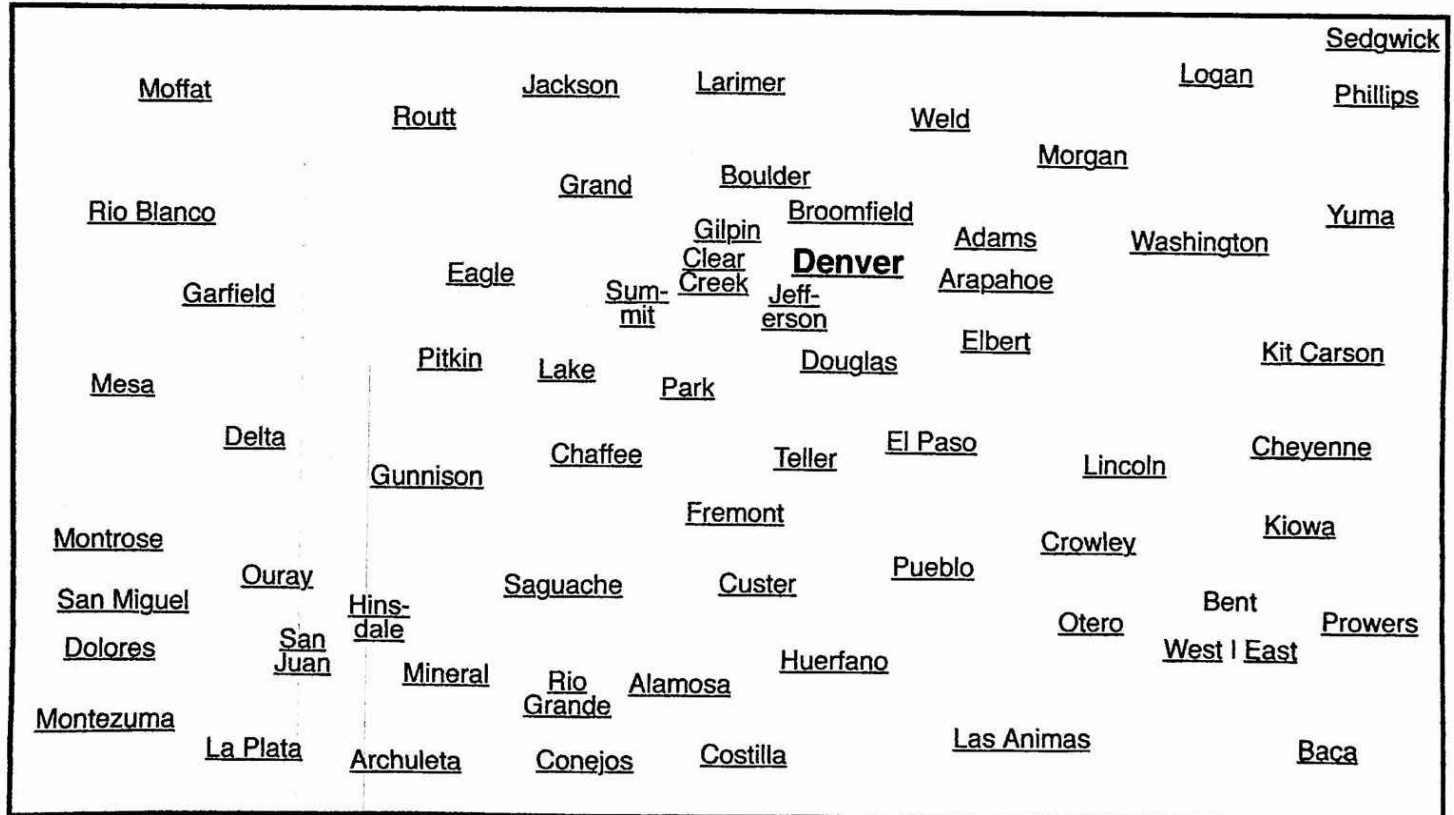 Sedgwick
Moffat
Jackson
Larimer
Logan
Phillips
Routt
Weld
Morgan
Grand
Boulder
Rio Blanco
Broomfield
Yuma
Gilpin
Adams
Washington
Clear
Creek
Denver
Eagle
Arapahoe
Garfield
Sum-
mit
Jeff-
erson
Elbert
Kit Carson
Pitkin
Lake
Douglas
Mesa
Park
Delta
Chaffee
Teller
El Paso
Cheyenne
Gunnison
Lincoln
Fremont
Montrose
Crowley
Kiowa
Ouray
Saguache
Custer
Pueblo
San Miguel
Hins-
dale
Bent
Otero
Prowers
Dolores
San
Juan
West | East
Mineral
Rio
Grande
Alamosa
Huerfano
Montezuma
La Plata
Archuleta
Conejos
Costilla
Las Animas
Baca